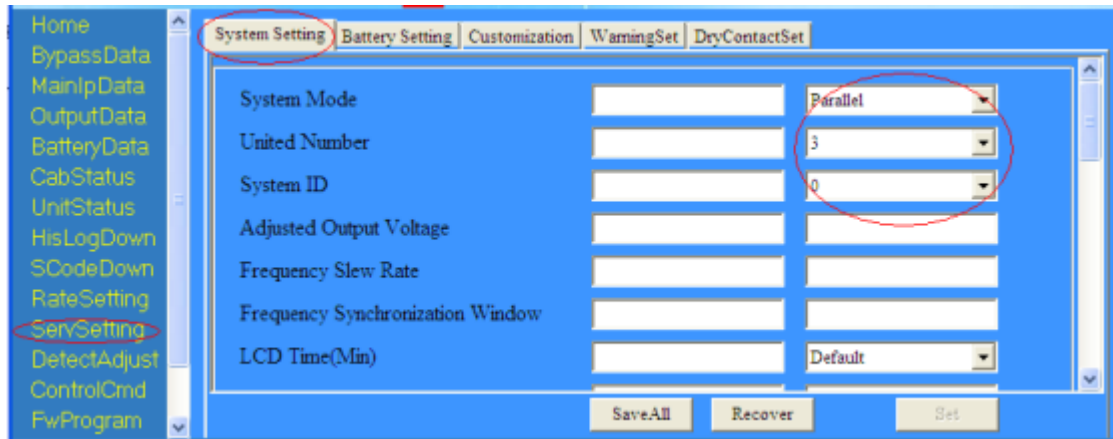 Home
BypassData
MainIpData
OutputData
BatteryData
CabStatus
UnitStatus
HisLogDown
SCodeDown
RateSetting
ServSetting
DetectAdjust
ControlCmd
FwProgram
System Setting Battery Setting Customization WarningSet DryContactSet
System Mode Parallel
United Number 3
System ID 0
Adjusted Output Voltage
Frequency Slew Rate
Frequency Synchronization Window
LCD Time(Min) Default
SaveAll Recover Set